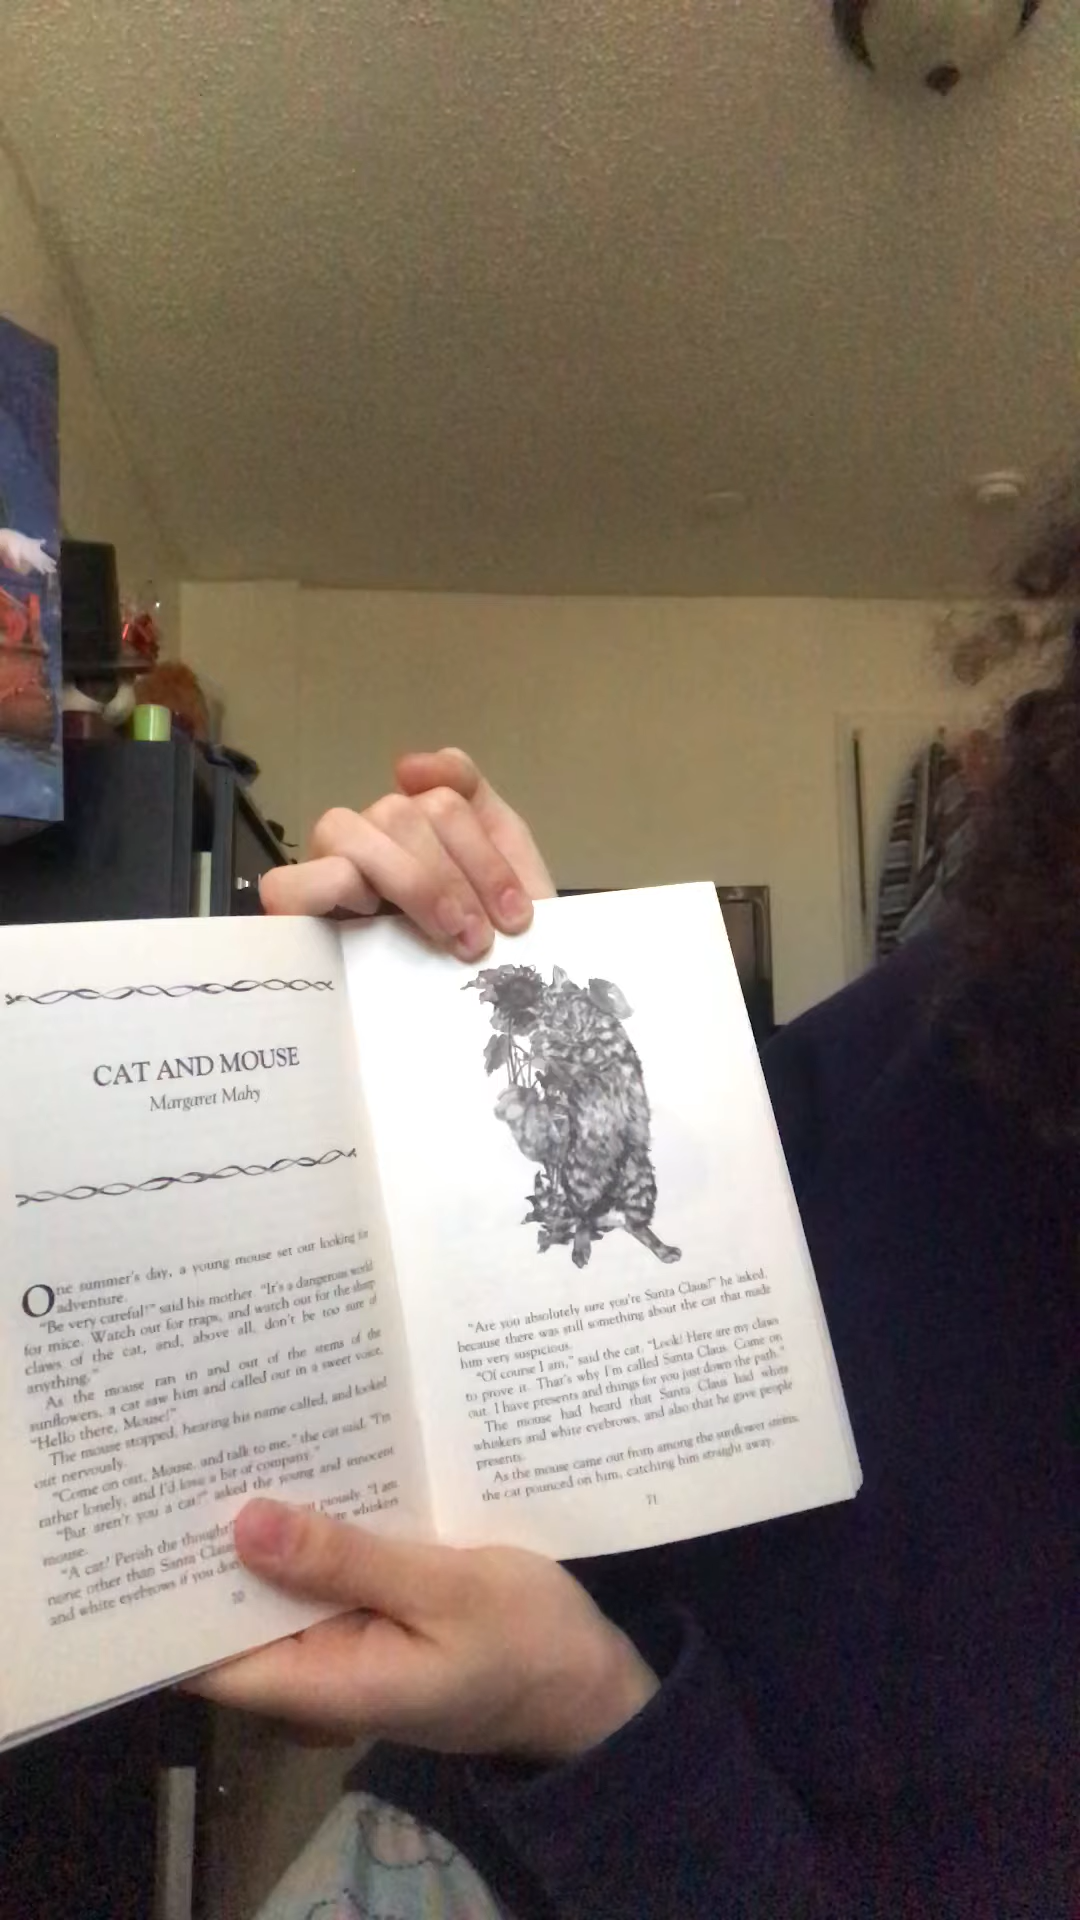 CAT AND MOUSE
Margaret Mahy
One summer's day, a young mouse set out looking for
adventure.
"Be very careful!" said his mother. "It's a dangerous world
for mice. Watch out for traps, and watch out for the sharp
claws of the cat, and, above all, don't be too sure of
anything."
As the mouse ran in and out of the stems of the
sunflowers, a cat saw him and called out in a sweet voice,
"Hello there, Mouse!"
The mouse stopped, hearing his name called, and looked
out nervously.
"Come on out, Mouse, and talk to me," the cat said. "I'm
rather lonely, and I'd love a bit of company."
"But aren't you a cat?" asked the young and innocent
mouse.
"A cat? Perish the thought!" piously. "I am
none other than Santa Claus whiskers
and white eyebrows if you don't
70
"Are you absolutely sure you're Santa Claus?" he asked,
because there was still something about the cat that made
him very suspicious.
"Of course I am," said the cat. "Look! Here are my claws
to prove it. That's why I'm called Santa Claus. Come on
out. I have presents and things for you just down the path."
The mouse had heard that Santa Claus had white
whiskers and white eyebrows, and also that he gave people
presents.
As the mouse came out from among the sunflower stems,
the cat pounced on him, catching him straight away.
71